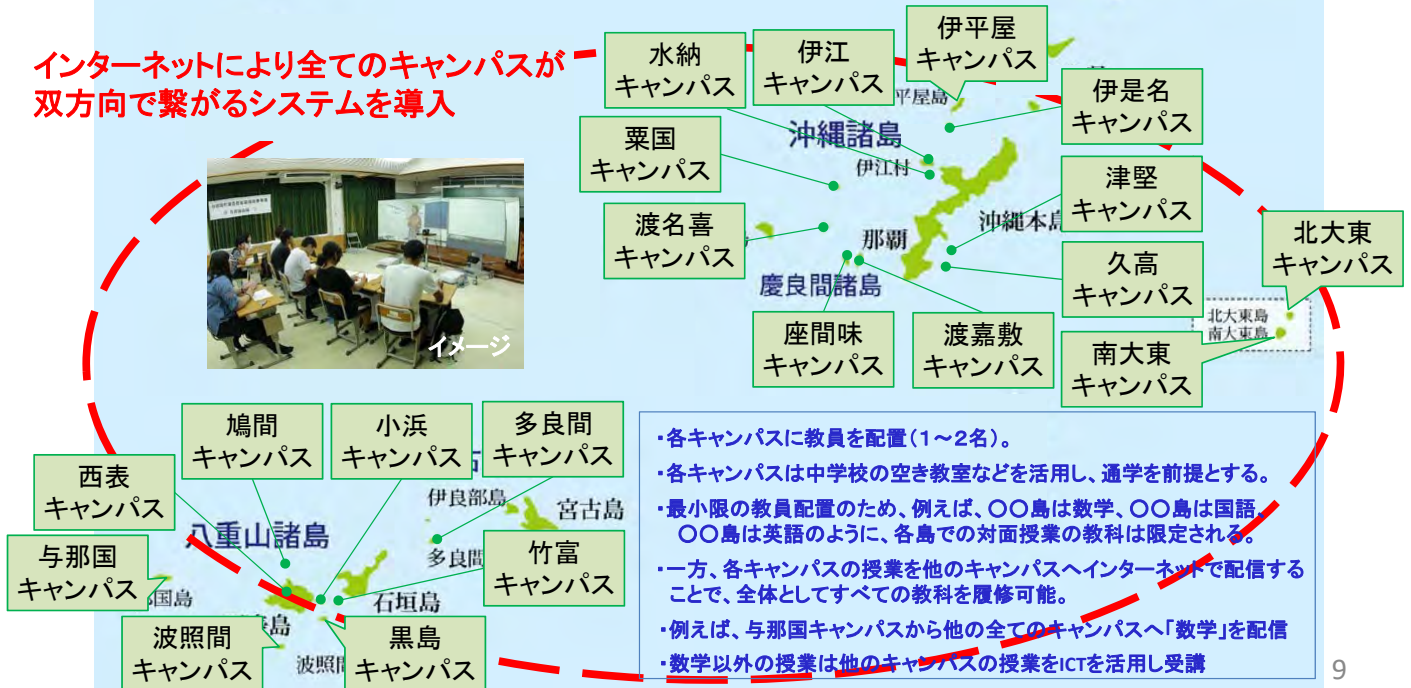 インターネットにより全てのキャンパスが
双方向で繋がるシステムを導入
水納
キャンパス
伊江
キャンパス
伊平屋
キャンパス
伊是名
キャンパス
粟国
キャンパス
渡名喜
キャンパス
津堅
キャンパス
久高
キャンパス
北大東
キャンパス
南大東
キャンパス
座間味
キャンパス
渡嘉敷
キャンパス
平屋島
沖縄諸島
伊江村
那覇
沖縄本島
慶良間諸島
北大東島
南大東島
イメージ
鳩間
キャンパス
小浜
キャンパス
多良間
キャンパス
西表
キャンパス
与那国
キャンパス
波照間
キャンパス
黒島
キャンパス
竹富
キャンパス
伊良部島
宮古島
八重山諸島
多良間
石垣島
国島
島
波照間
・各キャンパスに教員を配置(1～2名)。
・各キャンパスは中学校の空き教室などを活用し、通学を前提とする。
・最小限の教員配置のため、例えば、〇〇島は数学、〇〇島は国語、
〇〇島は英語のように、各島での対面授業の教科は限定される。
・一方、各キャンパスの授業を他のキャンパスへインターネットで配信する
ことで、全体としてすべての教科を履修可能。
・例えば、与那国キャンパスから他の全てのキャンパスへ「数学」を配信
・数学以外の授業は他のキャンパスの授業をICTを活用し受講
9